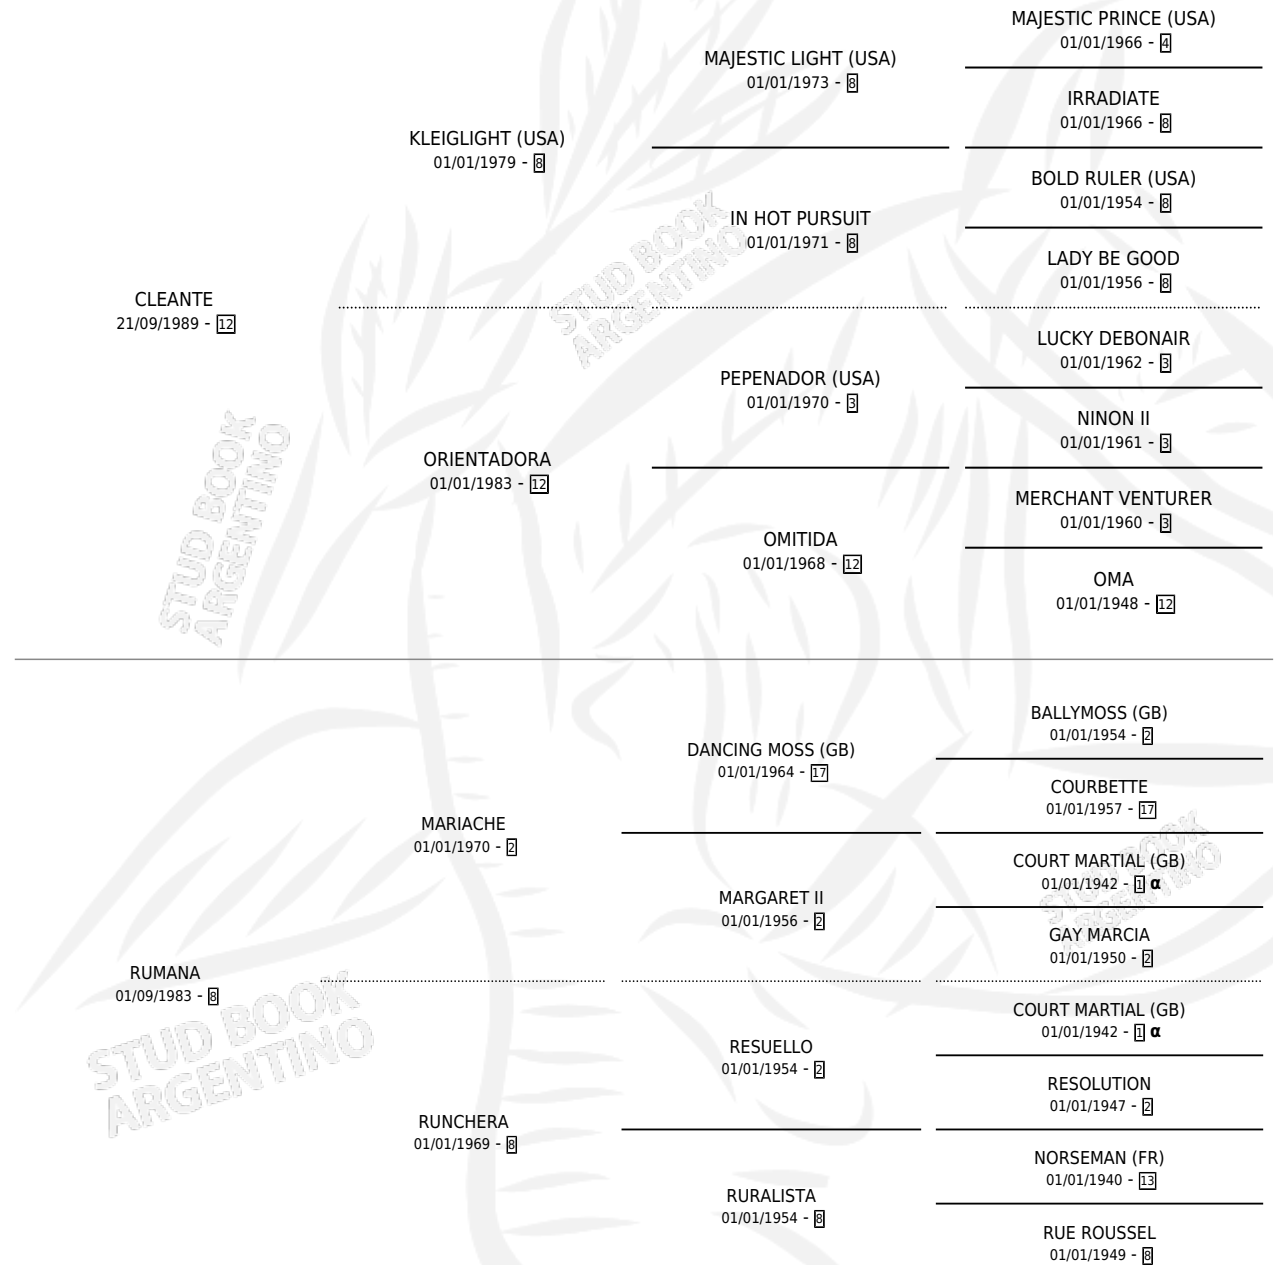 MAJESTIC PRINCE (USA)
01/01/1966 - 4
MAJESTIC LIGHT (USA)
01/01/1973 - 8
IRRADIATE
01/01/1966 - 8
KLEIGLIGHT (USA)
01/01/1979 - 8
BOLD RULER (USA)
01/01/1954 - 8
IN HOT PURSUIT
01/01/1971 - 8
LADY BE GOOD
01/01/1956 - 8
CLEANTE
21/09/1989 - 12
LUCKY DEBONAIR
01/01/1962 - 3
PEPENADOR (USA)
01/01/1970 - 3
NINON II
01/01/1961 - 3
ORIENTADORA
01/01/1983 - 12
MERCHANT VENTURER
01/01/1960 - 3
OMITIDA
01/01/1968 - 12
OMA
01/01/1948 - 12
BALLYMOSS (GB)
01/01/1954 - 2
DANCING MOSS (GB)
01/01/1964 - 17
COURBETTE
01/01/1957 - 17
MARIACHE
01/01/1970 - 2
COURT MARTIAL (GB)
01/01/1942 - 1 α
MARGARET II
01/01/1956 - 2
GAY MARCIA
01/01/1950 - 2
RUMANA
01/09/1983 - 8
COURT MARTIAL (GB)
01/01/1942 - 1 α
RESUELLO
01/01/1954 - 2
RESOLUTION
01/01/1947 - 2
RUNCHERA
01/01/1969 - 8
NORSEMAN (FR)
01/01/1940 - 13
RURALISTA
01/01/1954 - 8
RUE ROUSSEL
01/01/1949 - 8
STUD BOOK
ARGENTINO
STUD BOOK
ARGENTINO
STUD BOOK
ARGENTINO
STUD BOOK
ARGENTINO